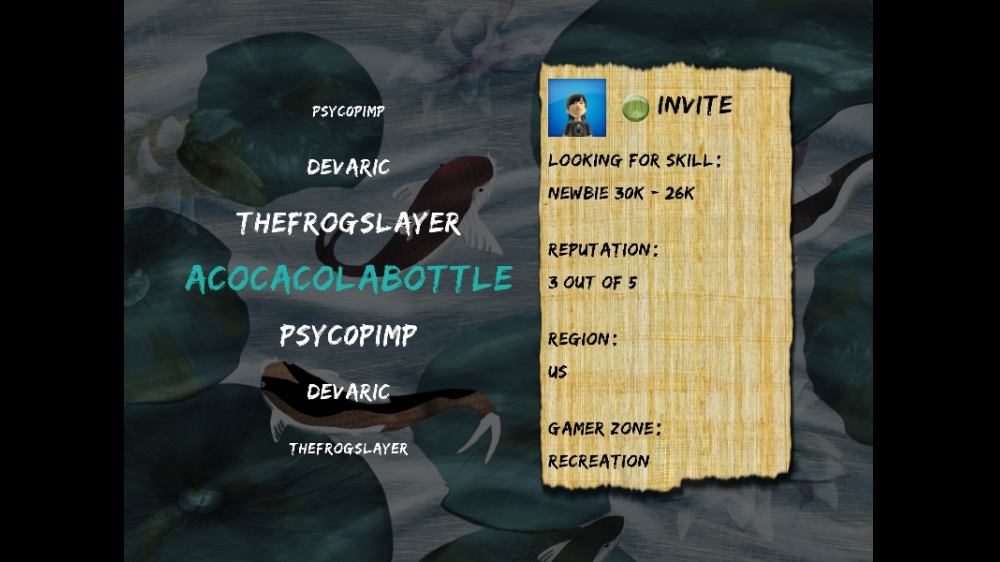 PSYCOPIMP
DEVARIC
THEFROGSLAYER
ACOCACOLABOTTLE
PSYCOPIMP
DEVARIC
THEFROGSLAYER
INVITE
LOOKING FOR SKILL:
NEWBIE 30K - 26K
REPUTATION:
3 OUT OF 5
REGION:
US
GAMER ZONE:
RECREATION